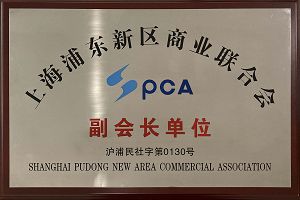 上海浦东新区商业联合会
SPCA
副会长单位
沪浦民社字第0130号
SHANGHAI PUDONG NEW AREA COMMERCIAL ASSOCIATION